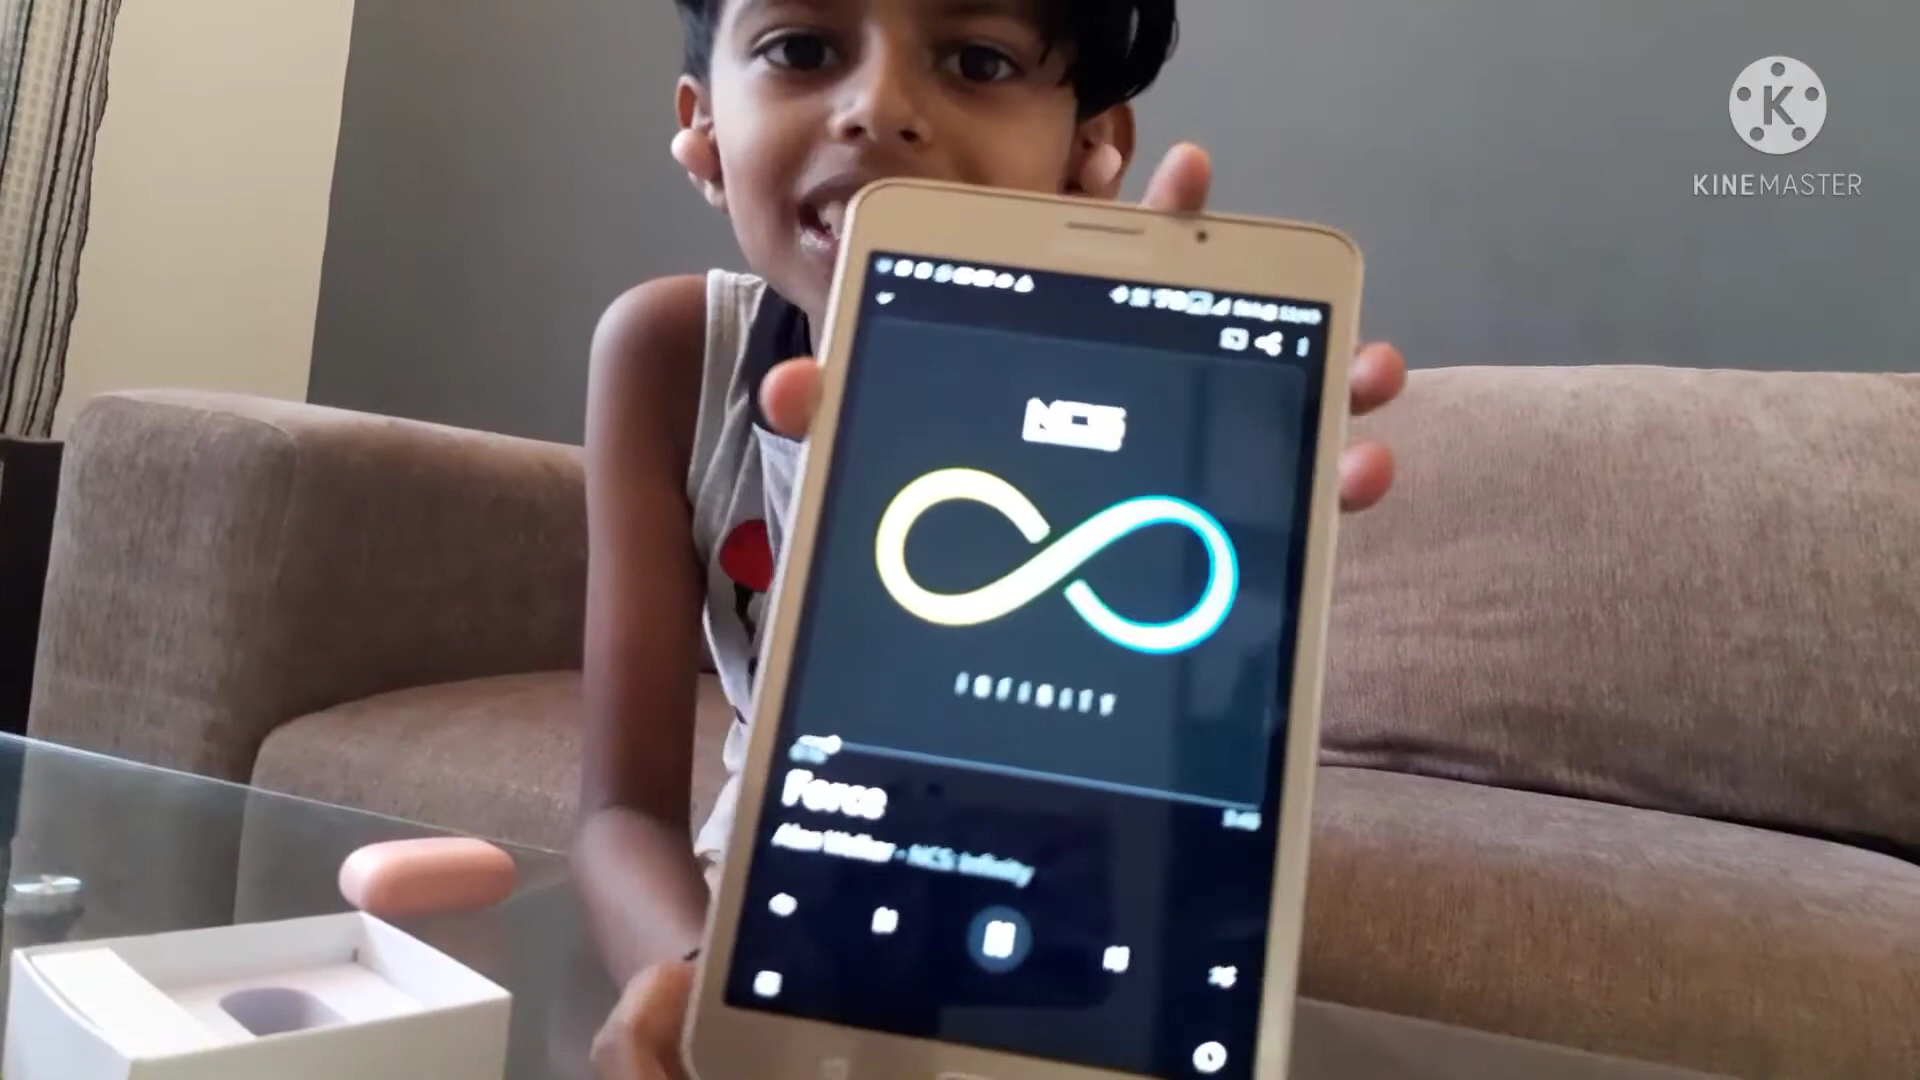 K
KINEMASTER
NCS
INFINITY
Force
Alan Walker - NCS: Infinity